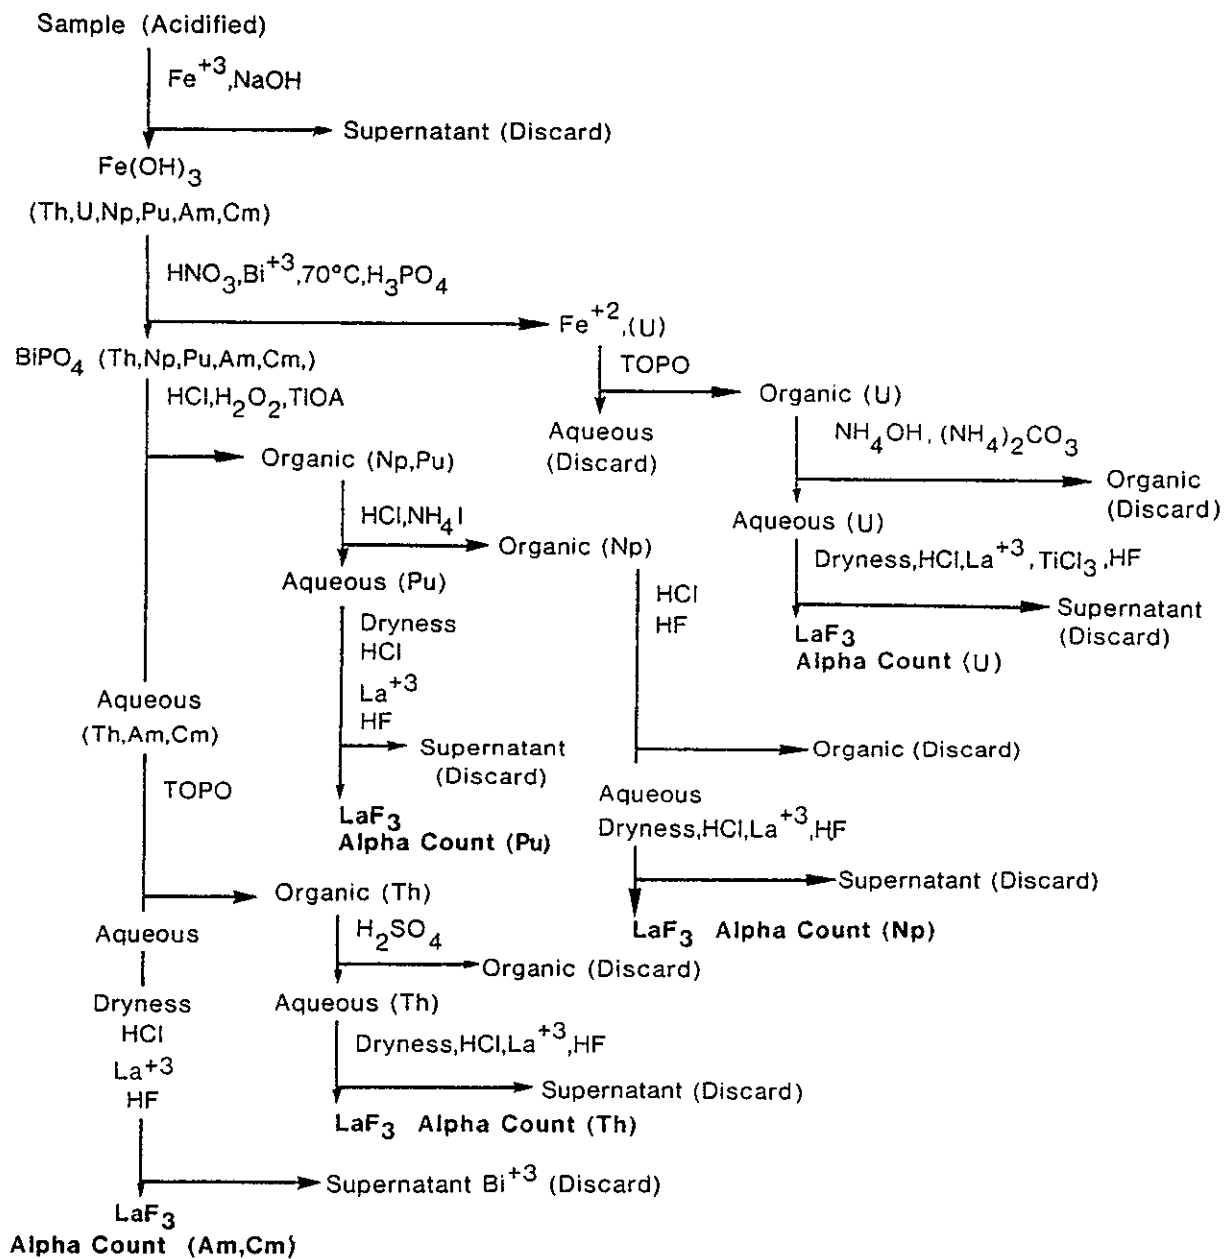 Sample (Acidified)
Fe+3,NaOH
Supernatant (Discard)
Fe(OH)3
(Th,U,Np,Pu,Am,Cm)
HNO3,Bi+3,70°C,H3PO4
Fe+2,(U)
BiPO4 (Th,Np,Pu,Am,Cm,)
TOPO
HCl,H2O2,TIOA
Organic (U)
Aqueous
(Discard)
NH4OH, (NH4)2CO3
Organic (Np,Pu)
Organic
(Discard)
HCl,NH4I
Aqueous (U)
Organic (Np)
Dryness,HCl,La+3,TiCl3,HF
Aqueous (Pu)
HCl
HF
Supernatant
(Discard)
Dryness
HCl
La+3
HF
LaF3
Alpha Count (U)
Aqueous
(Th,Am,Cm)
Supernatant
(Discard)
Organic (Discard)
TOPO
LaF3
Alpha Count (Pu)
Aqueous
Dryness,HCl,La+3,HF
Organic (Th)
Supernatant (Discard)
Aqueous
H2SO4
LaF3 Alpha Count (Np)
Organic (Discard)
Dryness
HCl
La+3
HF
Aqueous (Th)
Dryness,HCl,La+3,HF
Supernatant (Discard)
LaF3 Alpha Count (Th)
Supernatant Bi+3 (Discard)
LaF3
Alpha Count (Am,Cm)